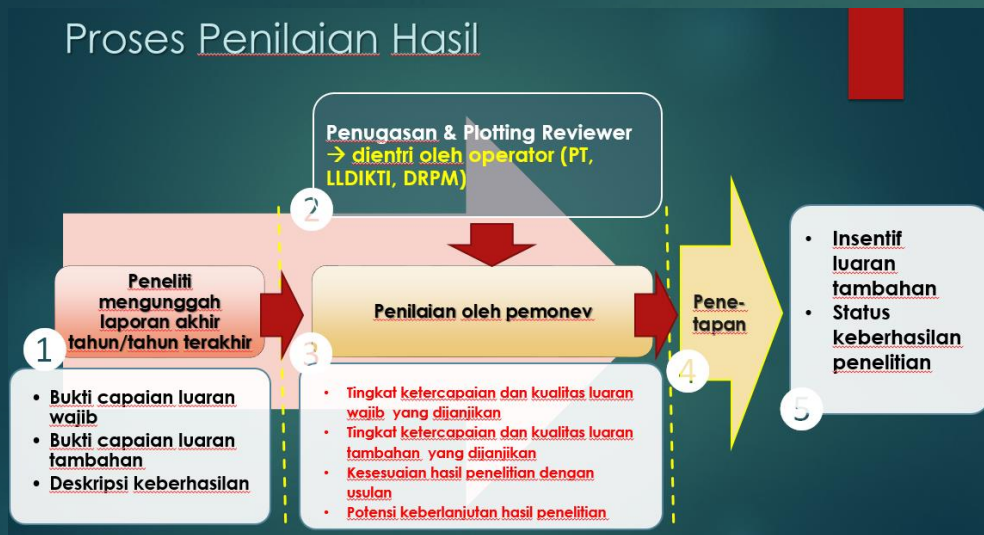 Proses Penilaian Hasil
1
Peneliti
mengunggah
laporan akhir
tahun/tahun terakhir
• Bukti capaian luaran
wajib
• Bukti capaian luaran
tambahan
• Deskripsi keberhasilan
2
Penugasan & Plotting Reviewer
→ dientri oleh operator (PT,
LLDIKTI, DRPM)
3
Penilaian oleh pemonev
• Tingkat ketercapaian dan kualitas luaran
wajib yang dijanjikan
• Tingkat ketercapaian dan kualitas luaran
tambahan yang dijanjikan
• Kesesuaian hasil penelitian dengan
usulan
• Potensi keberlanjutan hasil penelitian
4
Pene-
tapan
5
• Insentif
luaran
tambahan
• Status
keberhasilan
penelitian